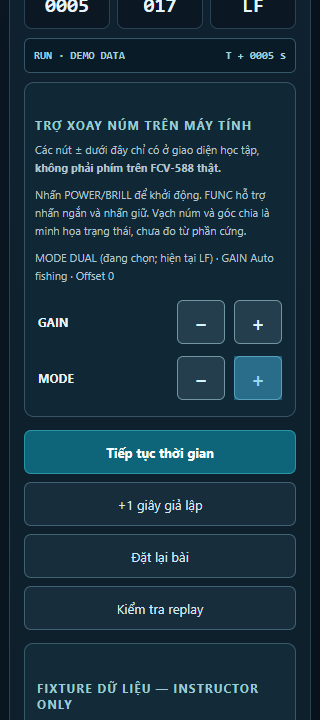 0005 017 LF
RUN · DEMO DATA T + 0005 s
TRỢ XOAY NÚM TRÊN MÁY TÍNH
Các nút ± dưới đây chỉ có ở giao diện học tập,
không phải phím trên FCV-588 thật.
Nhấn POWER/BRILL để khởi động. FUNC hỗ trợ
nhấn ngắn và nhấn giữ. Vạch núm và góc chia là
minh họa trạng thái, chưa đo từ phần cứng.
MODE DUAL (đang chọn; hiện tại LF) · GAIN Auto
fishing · Offset 0
GAIN − +
MODE − +
Tiếp tục thời gian
+1 giây giả lập
Đặt lại bài
Kiểm tra replay
FIXTURE DỮ LIỆU — INSTRUCTOR
ONLY